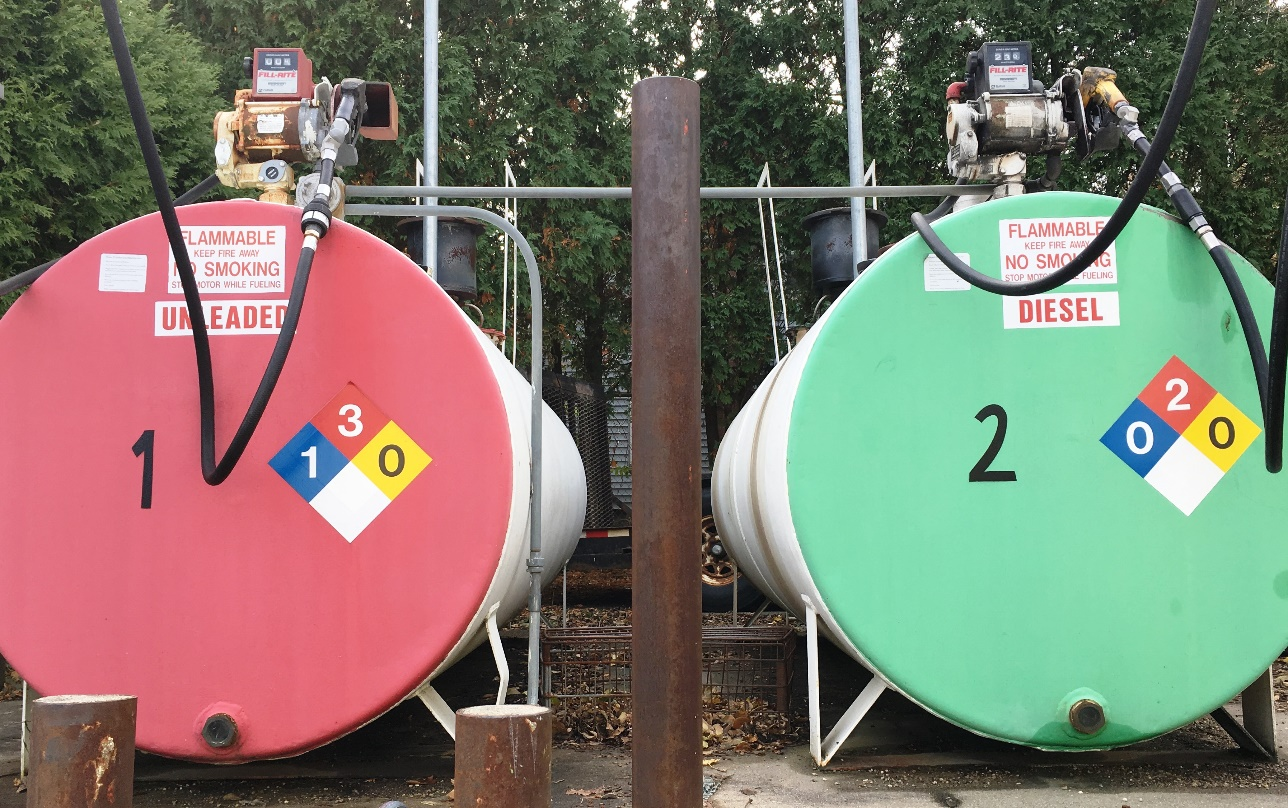 FILL-RITE
FLAMMABLE
KEEP FIRE AWAY
NO SMOKING
STOP MOTOR WHILE FUELING
UNLEADED
1
3
1
0
FILL-RITE
FLAMMABLE
KEEP FIRE AWAY
NO SMOKING
STOP MOTOR WHILE FUELING
DIESEL
2
2
0
0